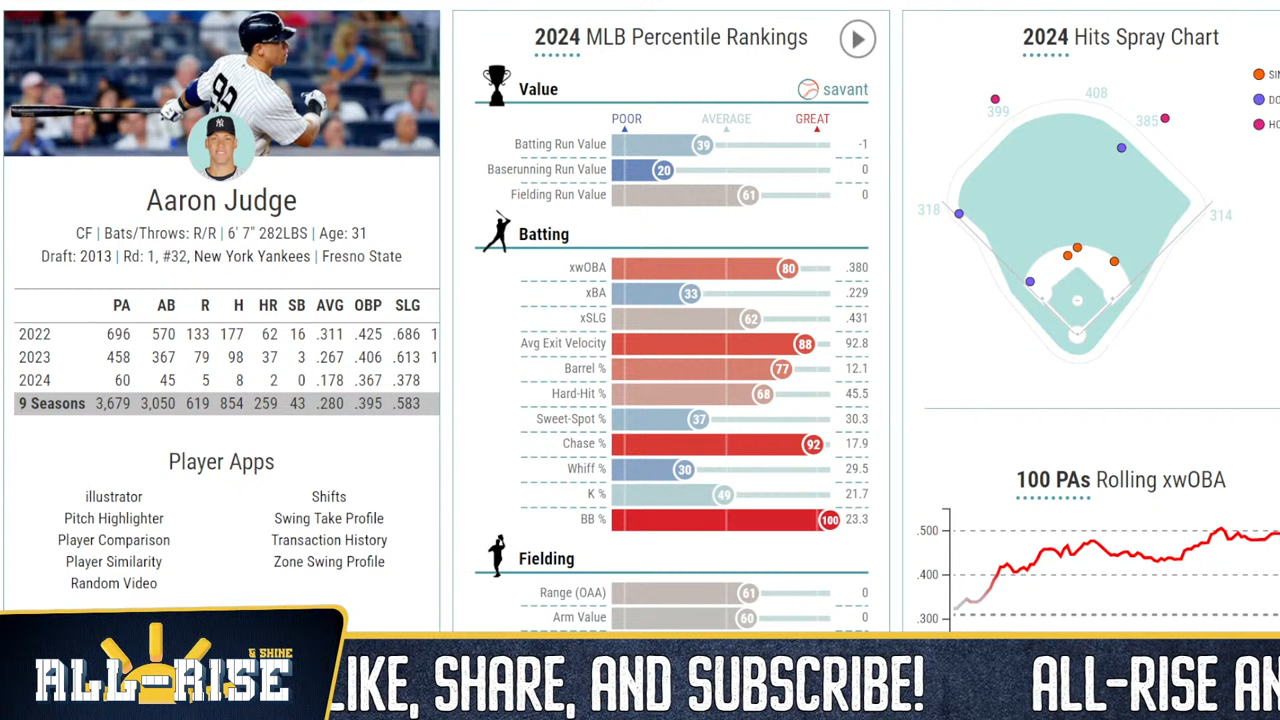 99
Aaron Judge
CF | Bats/Throws: R/R | 6' 7" 282LBS | Age: 31
Draft: 2013 | Rd: 1, #32, New York Yankees | Fresno State
PA AB R H HR SB AVG OBP SLG
2022 696 570 133 177 62 16 .311 .425 .686 1
2023 458 367 79 98 37 3 .267 .406 .613 1
2024 60 45 5 8 2 0 .178 .367 .378
9 Seasons 3,679 3,050 619 854 259 43 .280 .395 .583
Player Apps
illustrator Shifts
Pitch Highlighter Swing Take Profile
Player Comparison Transaction History
Player Similarity Zone Swing Profile
Random Video
2024 MLB Percentile Rankings
Value savant
POOR AVERAGE GREAT
Batting Run Value 39 -1
Baserunning Run Value 20 0
Fielding Run Value 61 0
Batting
xwOBA 80 .380
xBA 33 .229
xSLG 62 .431
Avg Exit Velocity 88 92.8
Barrel % 77 12.1
Hard-Hit % 68 45.5
Sweet-Spot % 37 30.3
Chase % 92 17.9
Whiff % 30 29.5
K % 49 21.7
BB % 100 23.3
Fielding
Range (OAA) 61 0
Arm Value 60 0
2024 Hits Spray Chart
SIN
DO
HO
408
399
385
318
314
100 PAs Rolling xwOBA
.500
.400
.300
ALL-RISE
& SHINE
LIKE, SHARE, AND SUBSCRIBE! ALL-RISE AN